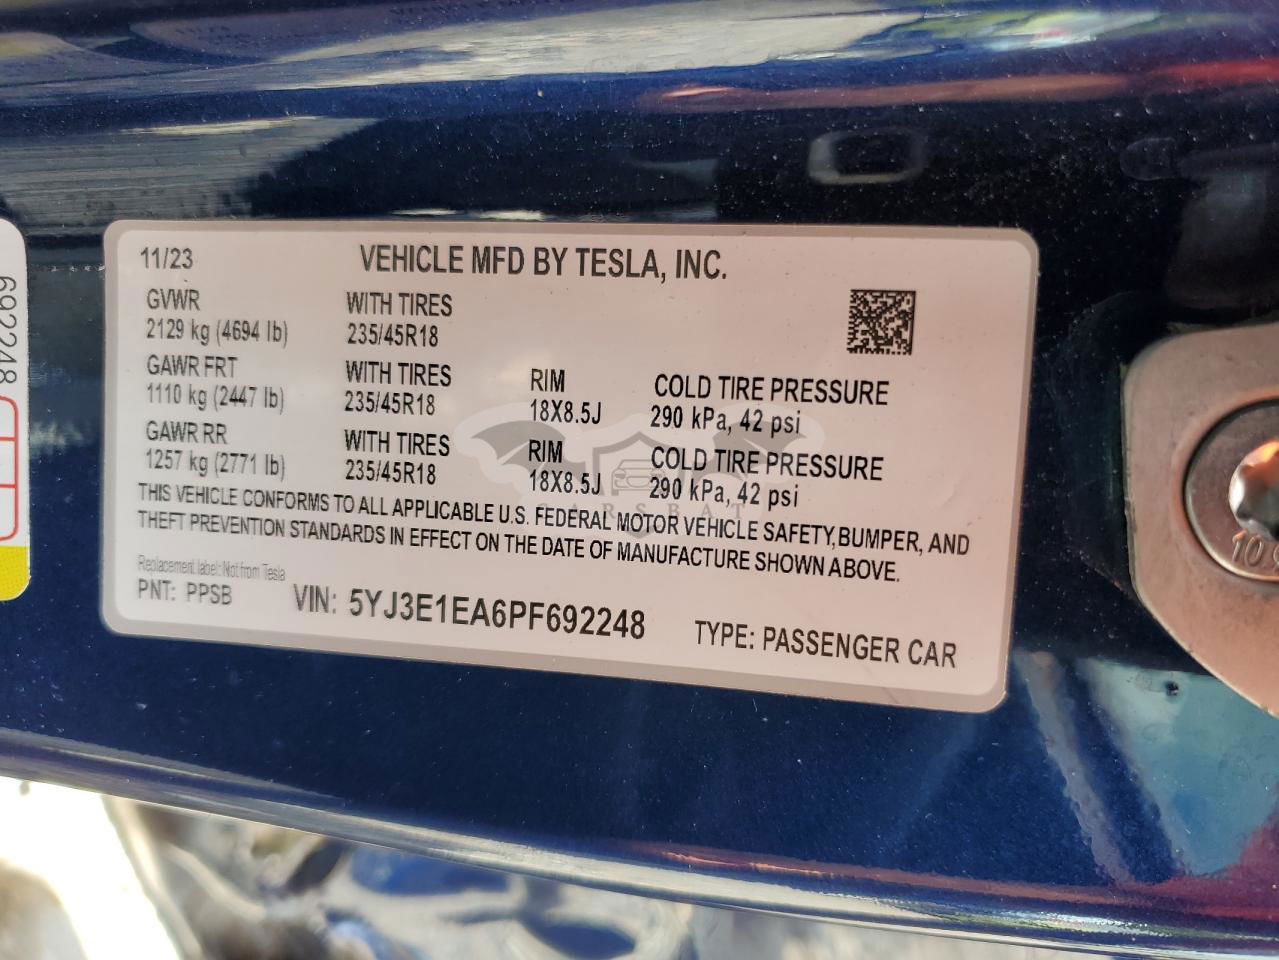 11/23 VEHICLE MFD BY TESLA, INC.
GVWR WITH TIRES
2129 kg (4694 lb) 235/45R18
GAWR FRT WITH TIRES RIM COLD TIRE PRESSURE
1110 kg (2447 lb) 235/45R18 18X8.5J 290 kPa, 42 psi
GAWR RR WITH TIRES RIM COLD TIRE PRESSURE
1257 kg (2771 lb) 235/45R18 18X8.5J 290 kPa, 42 psi
THIS VEHICLE CONFORMS TO ALL APPLICABLE U.S. FEDERAL MOTOR VEHICLE SAFETY, BUMPER, AND
THEFT PREVENTION STANDARDS IN EFFECT ON THE DATE OF MANUFACTURE SHOWN ABOVE.
Replacement label: Not from Tesla
PNT: PPSB VIN: 5YJ3E1EA6PF692248 TYPE: PASSENGER CAR
692248
CARSBAT